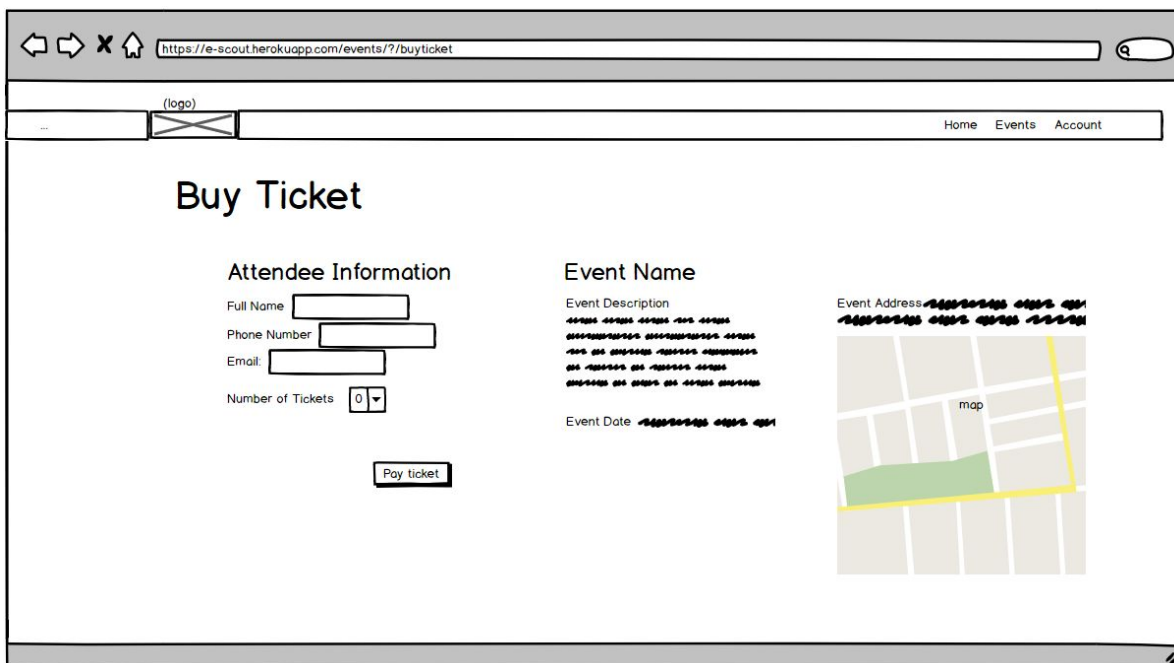 https://e-scout.herokuapp.com/events/?/buyticket
(logo)
...
Home Events Account
Buy Ticket
Attendee Information
Full Name
Phone Number
Email:
Number of Tickets 0
Pay ticket
Event Name
Event Description
Event Date
Event Address
map